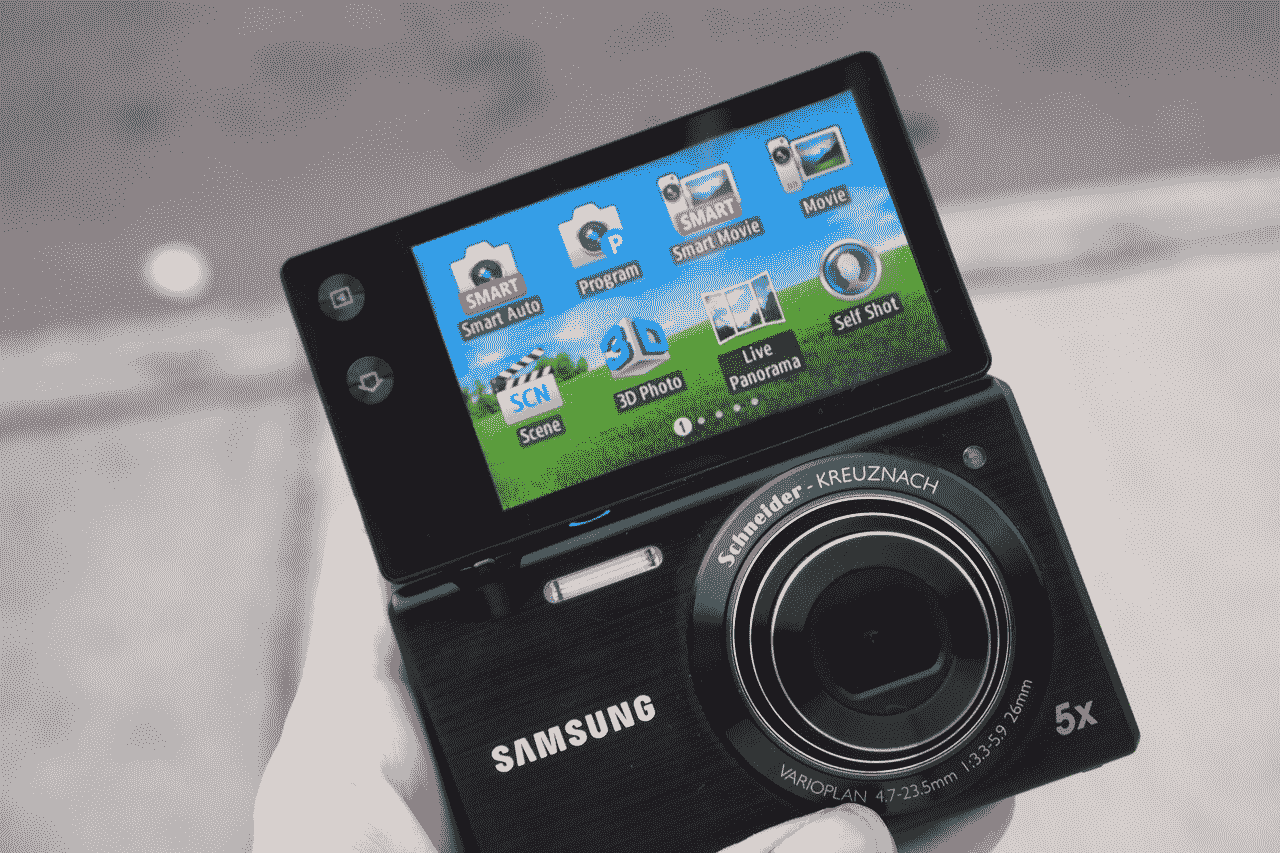 SMART
Smart Auto
P
Program
SMART
Smart Movie
Movie
SCN
Scene
3D
3D Photo
Live
Panorama
Self Shot
1
Schneider - KREUZNACH
SAMSUNG
VARIOPLAN 4.7-23.5mm 1:3.3-5.9 26mm
5x